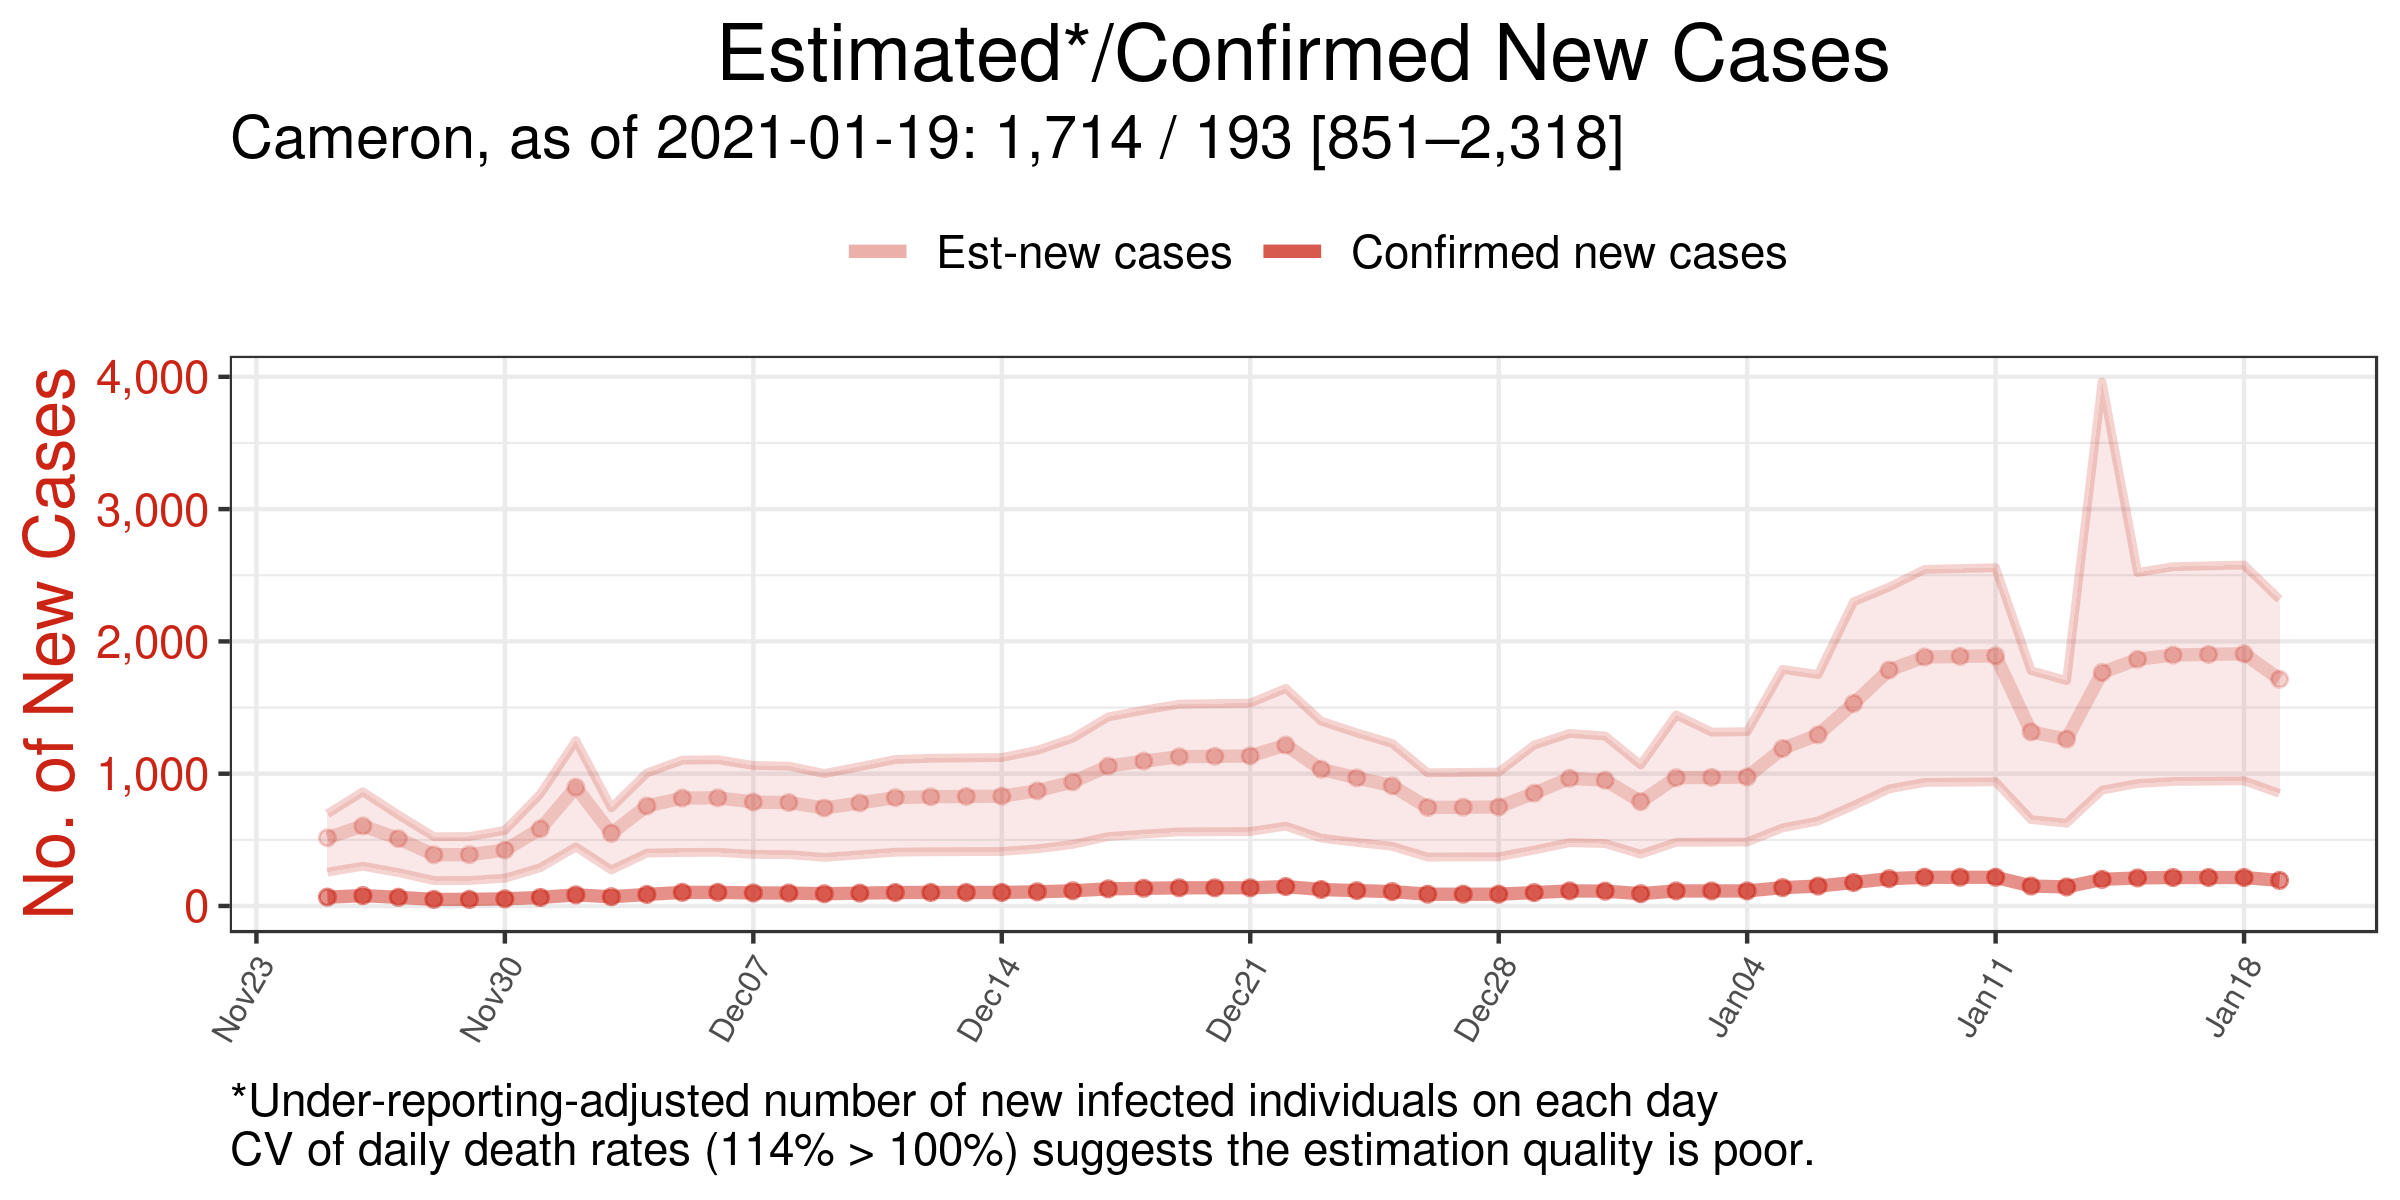 Estimated*/Confirmed New Cases
Cameron, as of 2021-01-19: 1,714 / 193 [851–2,318]
Est-new cases Confirmed new cases
No. of New Cases
4,000
3,000
2,000
1,000
0
Nov23 Nov30 Dec07 Dec14 Dec21 Dec28 Jan04 Jan11 Jan18
*Under-reporting-adjusted number of new infected individuals on each day
CV of daily death rates (114% > 100%) suggests the estimation quality is poor.